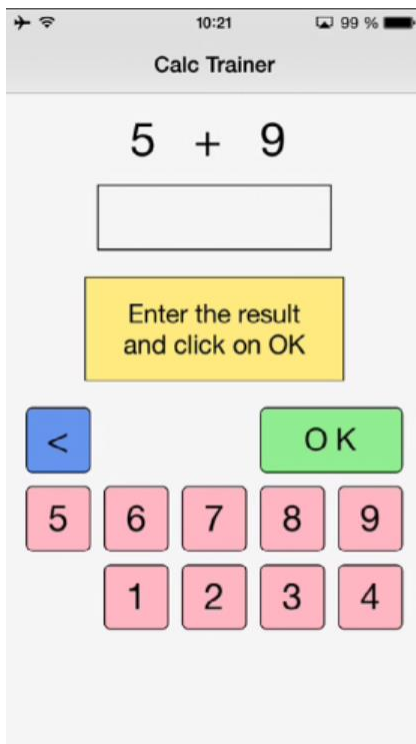 10:21 99 %
Calc Trainer
5 + 9
Enter the result
and click on OK
< OK
5 6 7 8 9
1 2 3 4